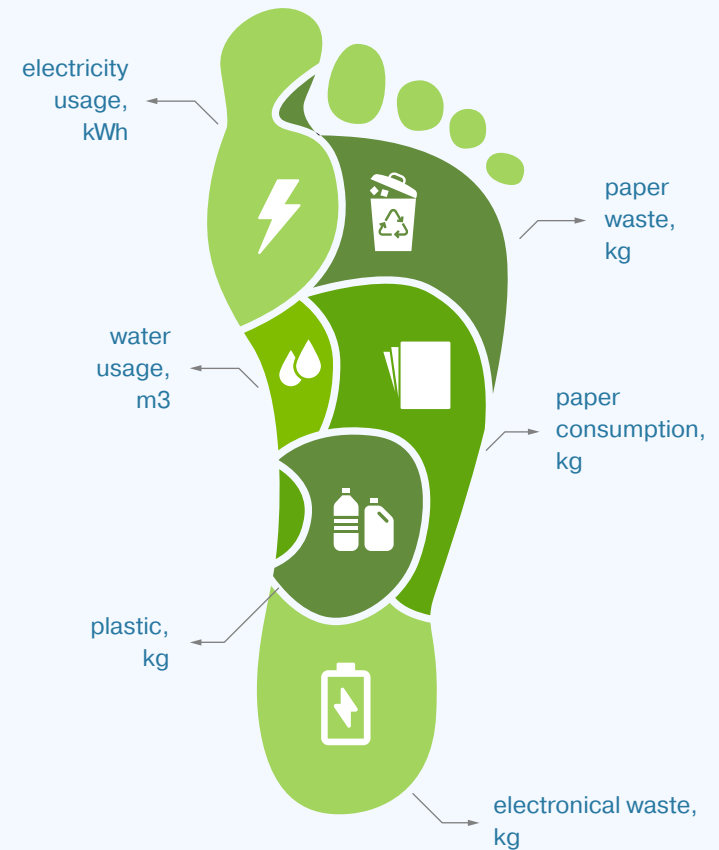 electricity
usage,
kWh
paper
waste,
kg
water
usage,
m3
paper
consumption,
kg
plastic,
kg
electronical waste,
kg